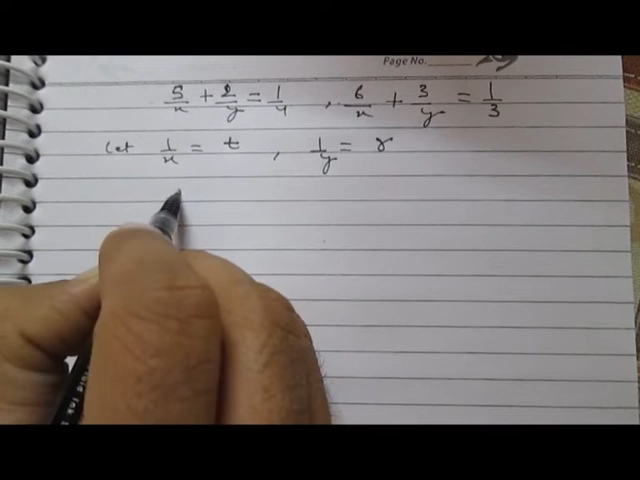 Page No.
5/x + 2/y = 1/4 , 6/x + 3/y = 1/3
let 1/x = t , 1/y = r